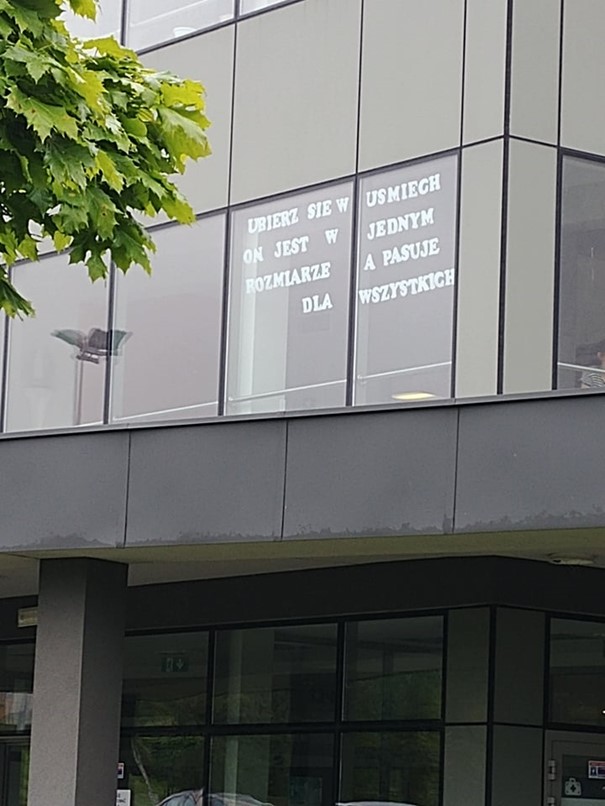 UBIERZ SIE W USMIECH
ON JEST W JEDNYM
ROZMIARZE A PASUJE
DLA WSZYSTKICH